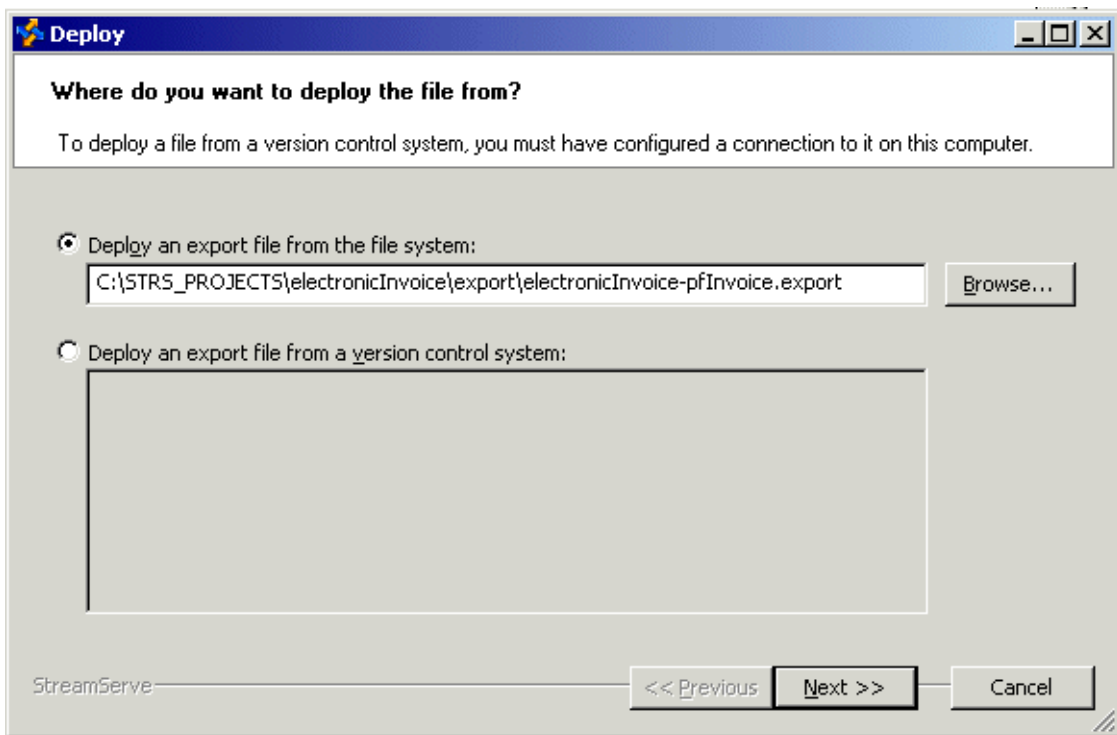 Deploy
Where do you want to deploy the file from?
To deploy a file from a version control system, you must have configured a connection to it on this computer.
Deploy an export file from the file system:
C:\STRS_PROJECTS\electronicInvoice\export\electronicInvoice-pfInvoice.export
Browse...
Deploy an export file from a version control system:
StreamServe
<< Previous
Next >>
Cancel